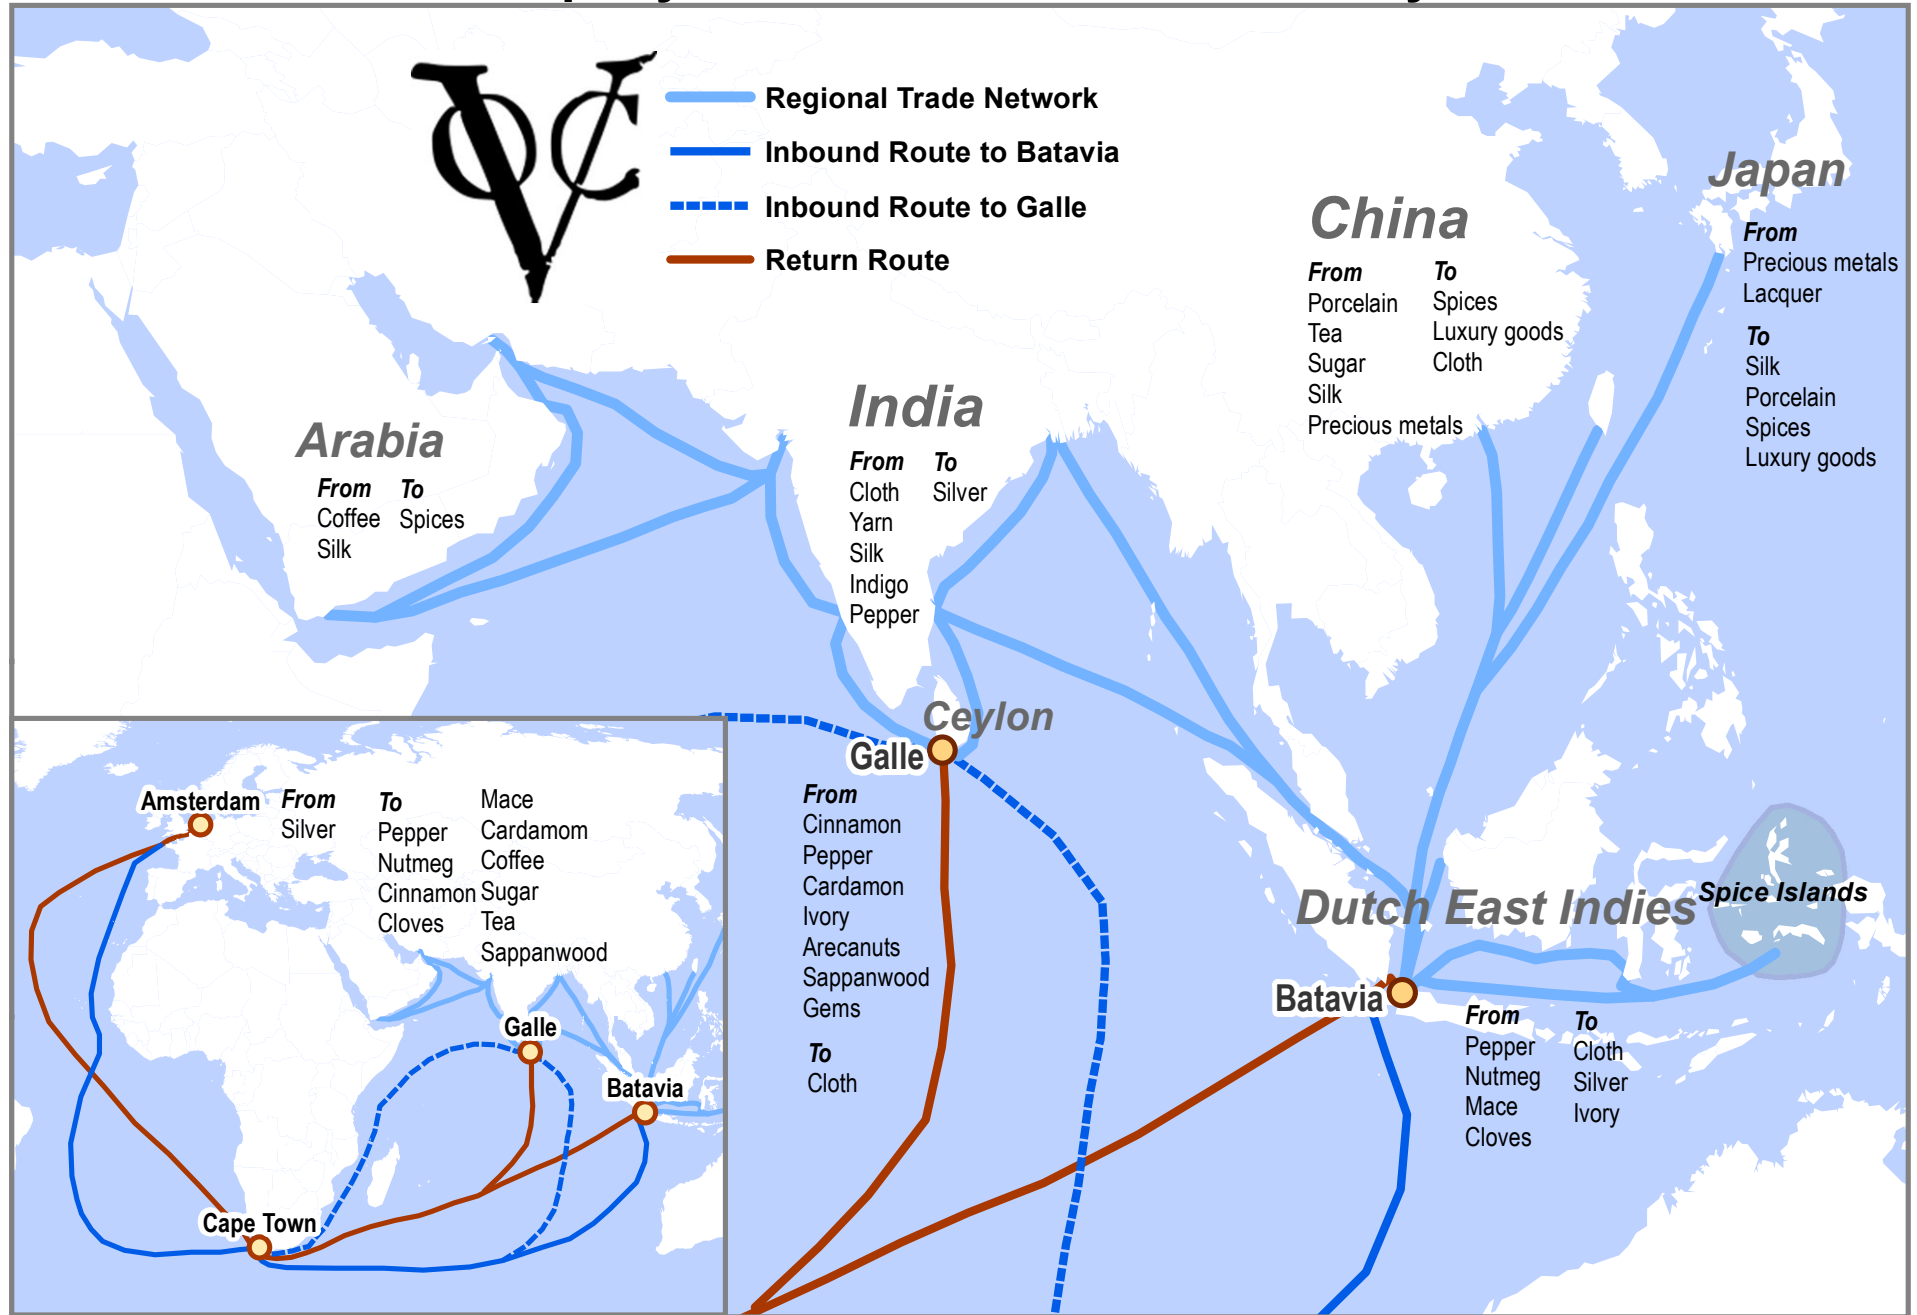 VOC
Regional Trade Network
Inbound Route to Batavia
Inbound Route to Galle
Return Route
Japan
From
Precious metals
Lacquer
To
Silk
Porcelain
Spices
Luxury goods
China
From
Porcelain
Tea
Sugar
Silk
Precious metals
To
Spices
Luxury goods
Cloth
India
From
Cloth
Yarn
Silk
Indigo
Pepper
To
Silver
Arabia
From
Coffee
Silk
To
Spices
Ceylon
Galle
From
Cinnamon
Pepper
Cardamon
Ivory
Arecanuts
Sappanwood
Gems
To
Cloth
Dutch East Indies
Spice Islands
Batavia
From
Pepper
Nutmeg
Mace
Cloves
To
Cloth
Silver
Ivory
Amsterdam
From
Silver
To
Pepper
Nutmeg
Cinnamon
Cloves
Mace
Cardamom
Coffee
Sugar
Tea
Sappanwood
Galle
Batavia
Cape Town